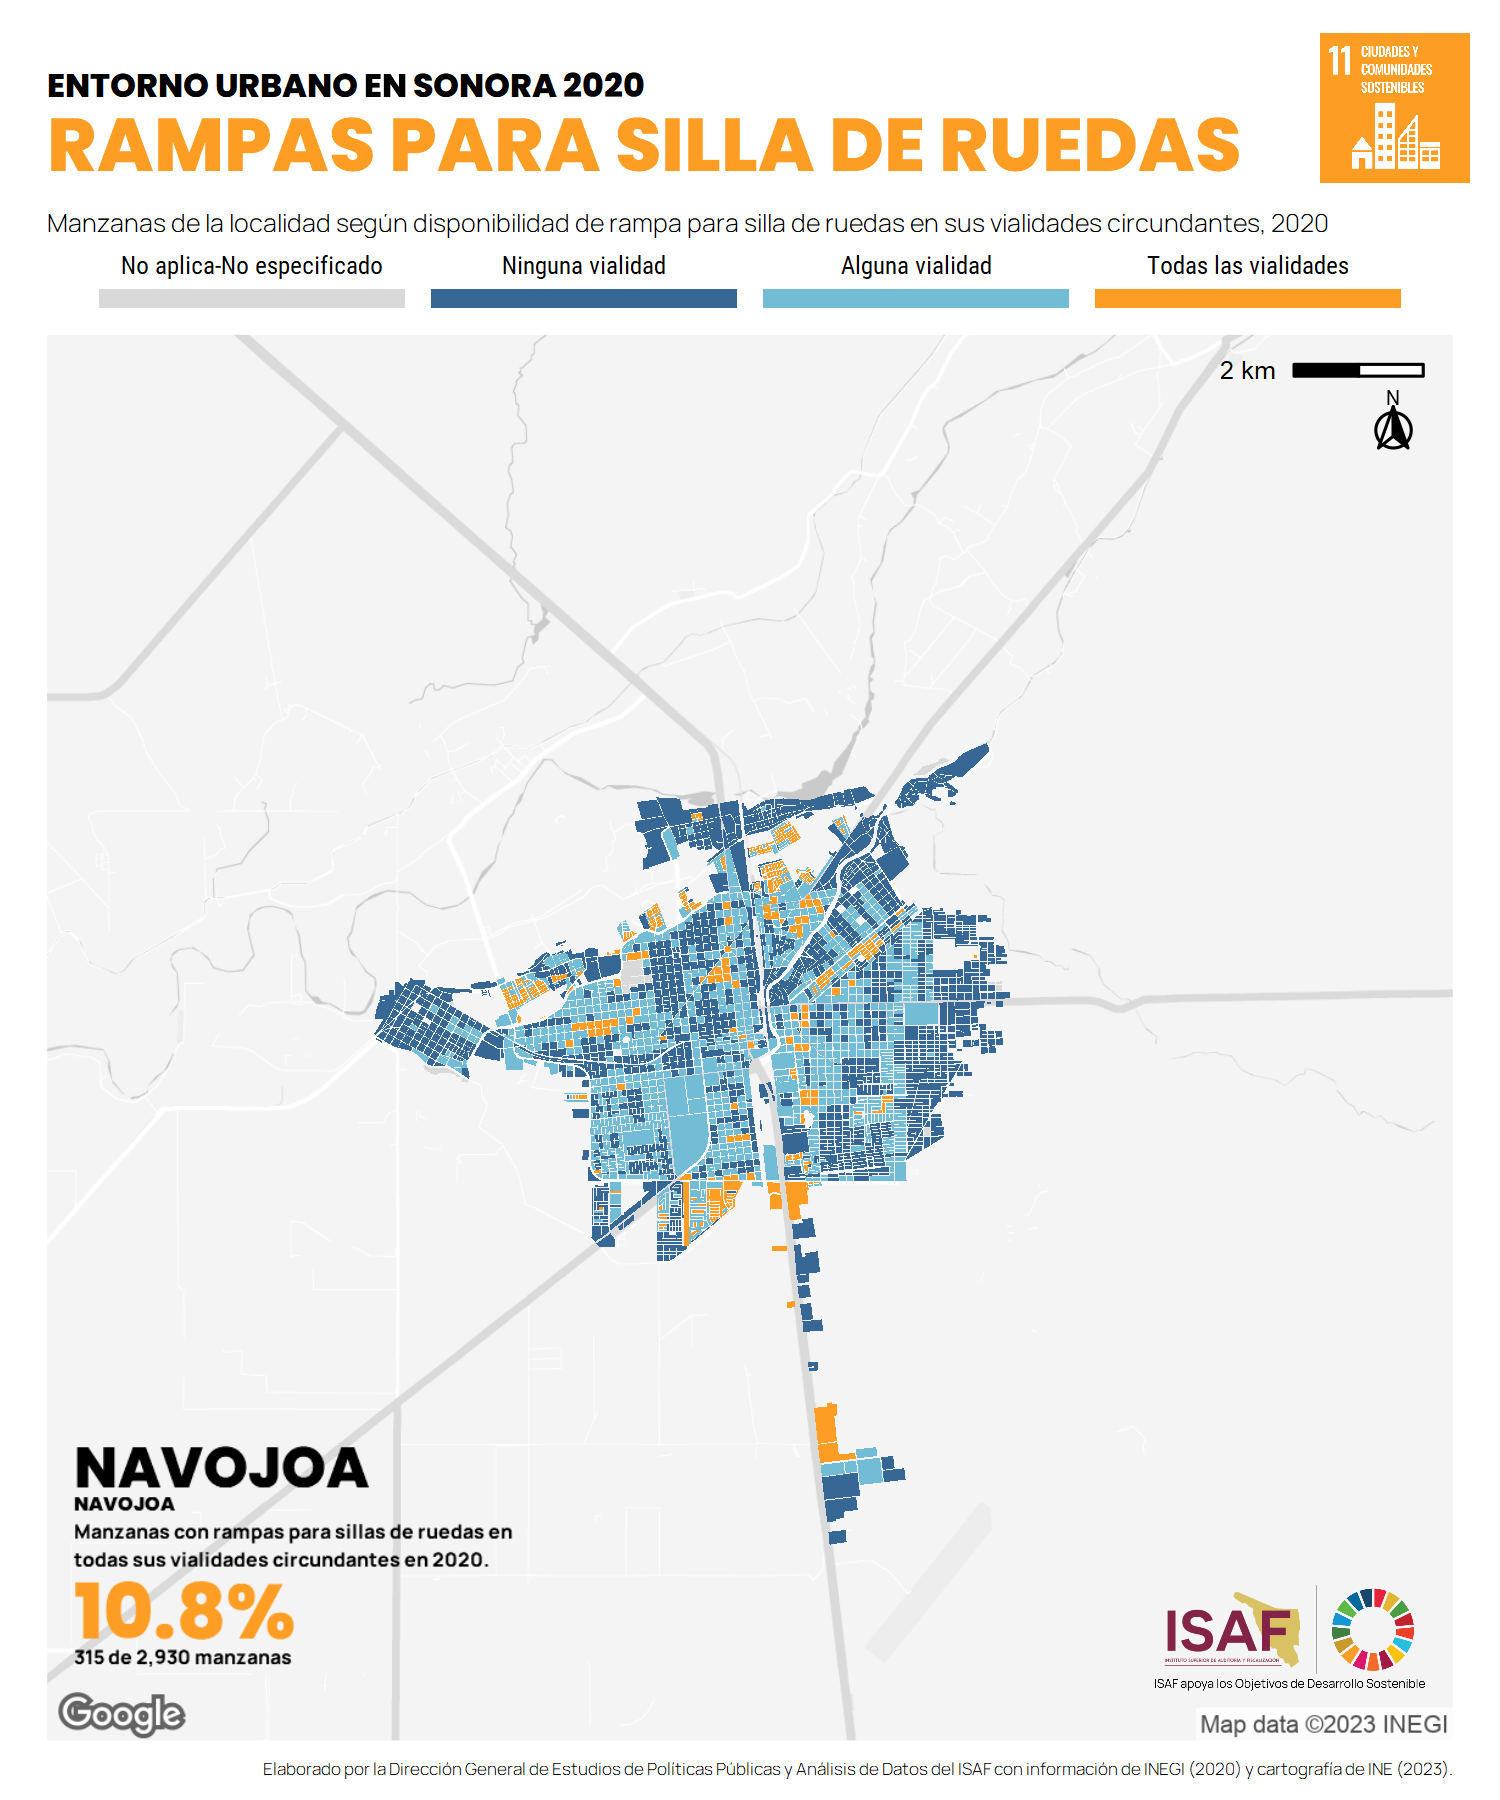 ENTORNO URBANO EN SONORA 2020
RAMPAS PARA SILLA DE RUEDAS
11 CIUDADES Y
COMUNIDADES
SOSTENIBLES
Manzanas de la localidad según disponibilidad de rampa para silla de ruedas en sus vialidades circundantes, 2020
No aplica-No especificado Ninguna vialidad Alguna vialidad Todas las vialidades
2 km
N
NAVOJOA
NAVOJOA
Manzanas con rampas para sillas de ruedas en
todas sus vialidades circundantes en 2020.
10.8%
315 de 2,930 manzanas
Google
ISAF
INSTITUTO SUPERIOR DE AUDITORÍA Y FISCALIZACIÓN
ISAF apoya los Objetivos de Desarrollo Sostenible
Map data ©2023 INEGI
Elaborado por la Dirección General de Estudios de Políticas Públicas y Análisis de Datos del ISAF con información de INEGI (2020) y cartografía de INE (2023).